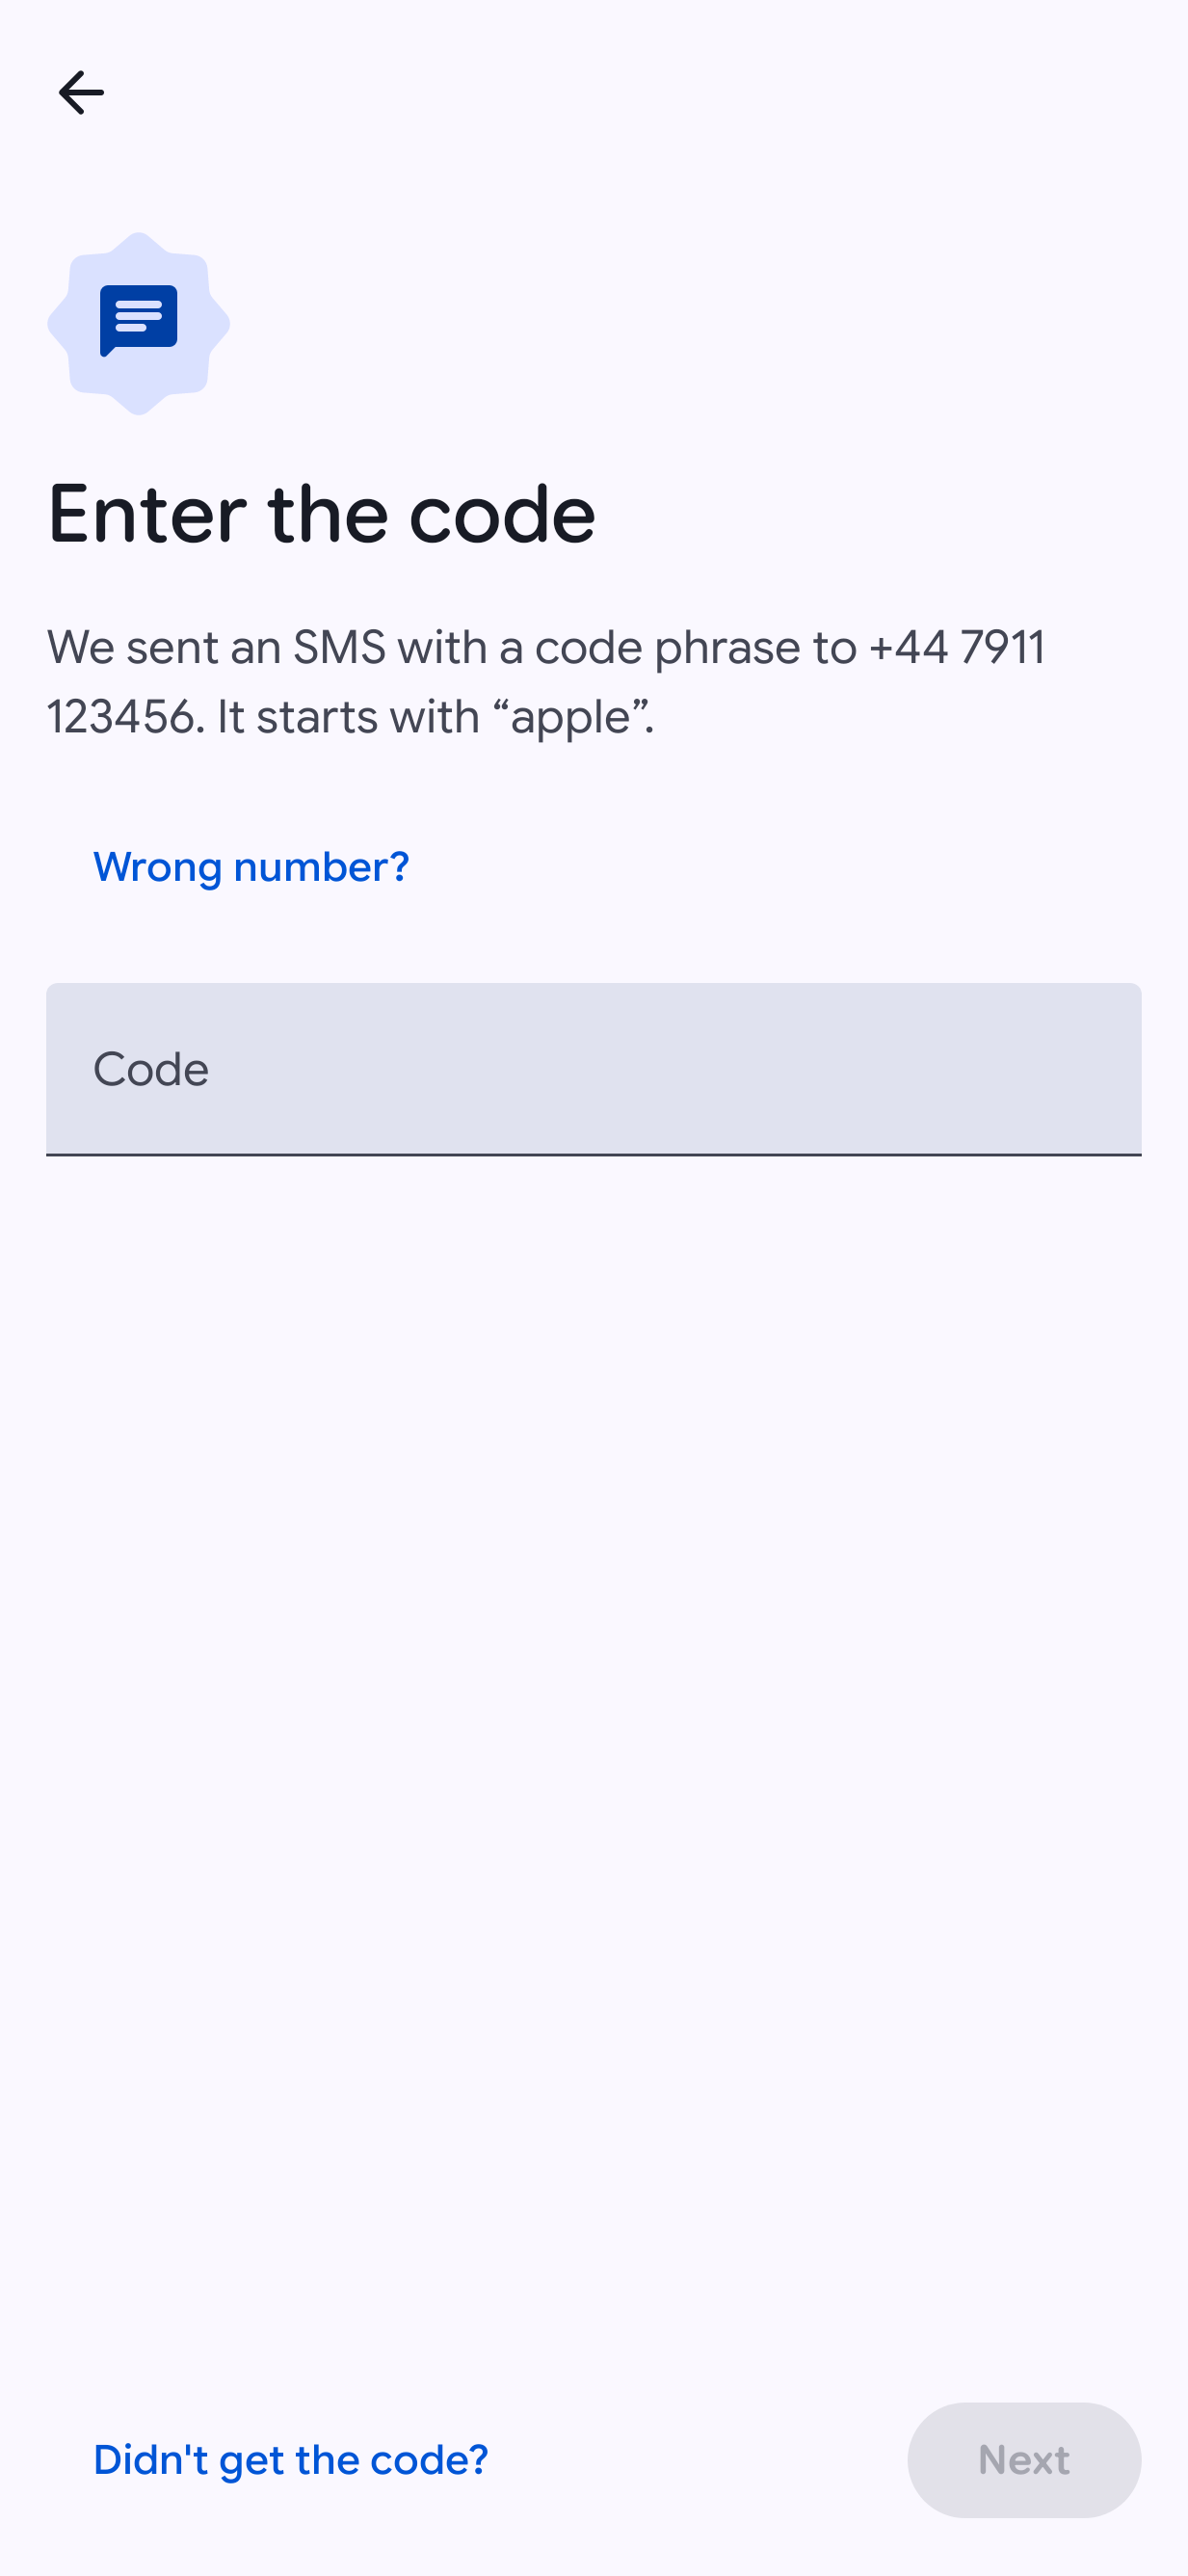 Enter the code
We sent an SMS with a code phrase to +44 7911
123456. It starts with “apple”.
Wrong number?
Code
Didn't get the code?
Next